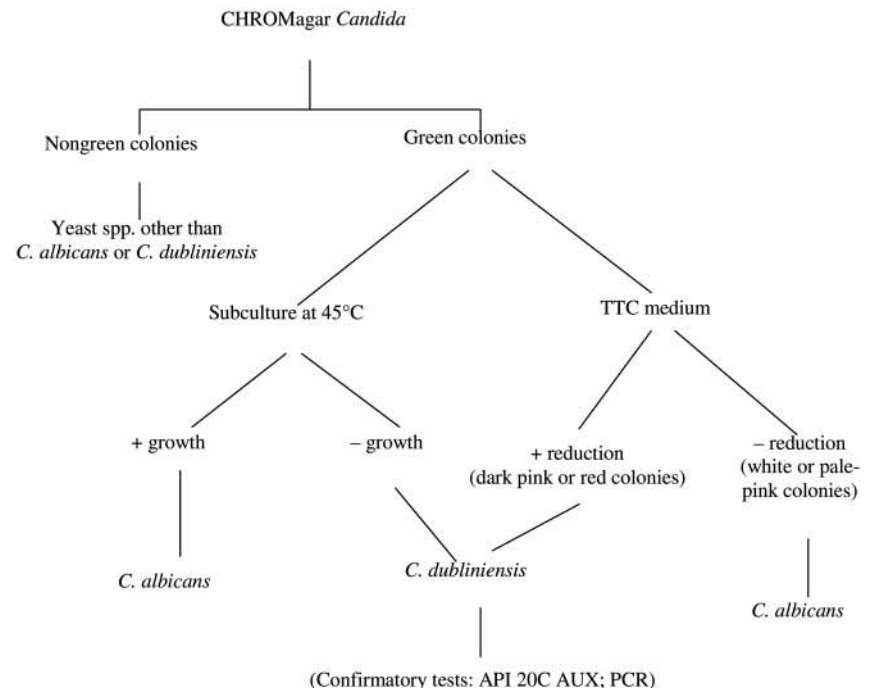 CHROMagar Candida
Nongreen colonies
Green colonies
Yeast spp. other than
C. albicans or C. dubliniensis
Subculture at 45°C
TTC medium
+ growth
– growth
+ reduction
(dark pink or red colonies)
– reduction
(white or pale-
pink colonies)
C. albicans
C. dubliniensis
C. albicans
(Confirmatory tests: API 20C AUX; PCR)